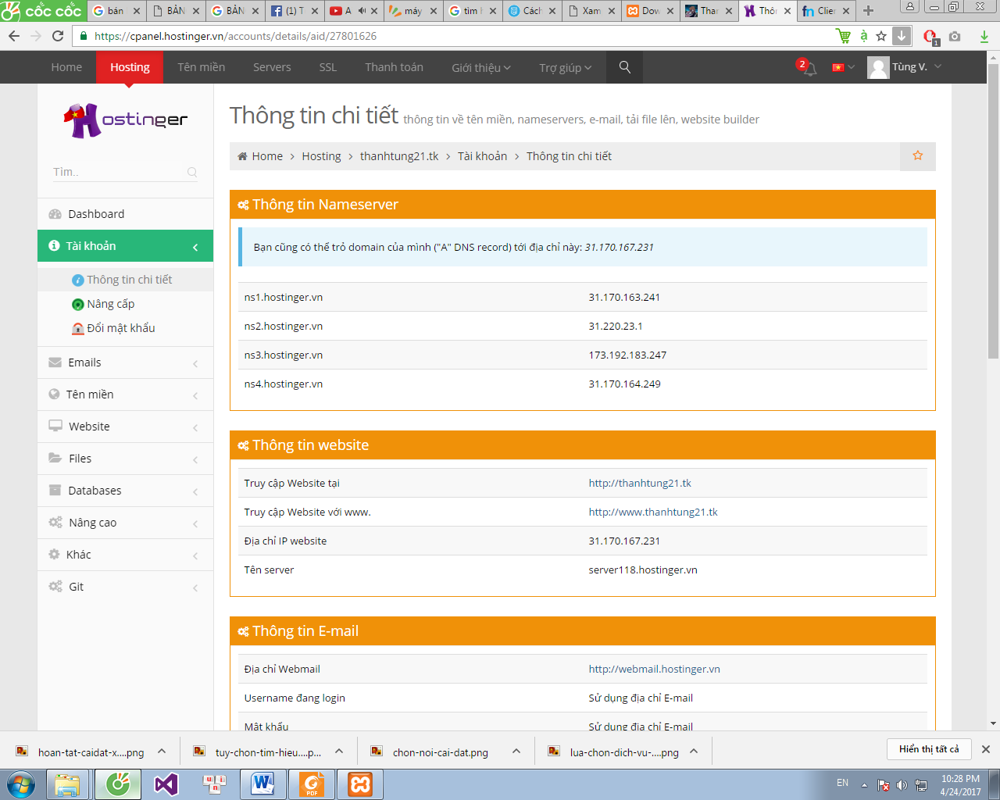 cốc cốc
bán
BẢN
BẢN
(1) T
A
máy
tìm h
Cách
Xam
Dow
Thar
Thôn
Clier
https://cpanel.hostinger.vn/accounts/details/aid/27801626
1
Home Hosting Tên miền Servers SSL Thanh toán Giới thiệu Trợ giúp 2 Tùng V.
Hostinger
Tìm..
Dashboard
Tài khoản
Thông tin chi tiết
Nâng cấp
Đổi mật khẩu
Emails
Tên miền
Website
Files
Databases
Nâng cao
Khác
Git
Thông tin chi tiết thông tin về tên miền, nameservers, e-mail, tải file lên, website builder
Home > Hosting > thanhtung21.tk > Tài khoản > Thông tin chi tiết
Thông tin Nameserver
Bạn cũng có thể trỏ domain của mình ("A" DNS record) tới địa chỉ này: 31.170.167.231
ns1.hostinger.vn 31.170.163.241
ns2.hostinger.vn 31.220.23.1
ns3.hostinger.vn 173.192.183.247
ns4.hostinger.vn 31.170.164.249
Thông tin website
Truy cập Website tại http://thanhtung21.tk
Truy cập Website với www. http://www.thanhtung21.tk
Địa chỉ IP website 31.170.167.231
Tên server server118.hostinger.vn
Thông tin E-mail
Địa chỉ Webmail http://webmail.hostinger.vn
Username đang login Sử dụng địa chỉ E-mail
Mật khẩu Sử dụng địa chỉ E-mail
hoan-tat-caidat-x....png
tuy-chon-tim-hieu....p...
chon-noi-cai-dat.png
lua-chon-dich-vu-....png
Hiển thị tất cả
PDF
EN
10:28 PM
4/24/2017